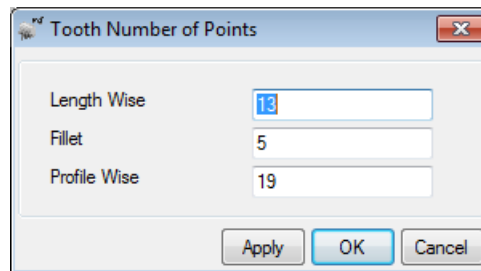 Tooth Number of Points
Length Wise 13
Fillet 5
Profile Wise 19
Apply OK Cancel